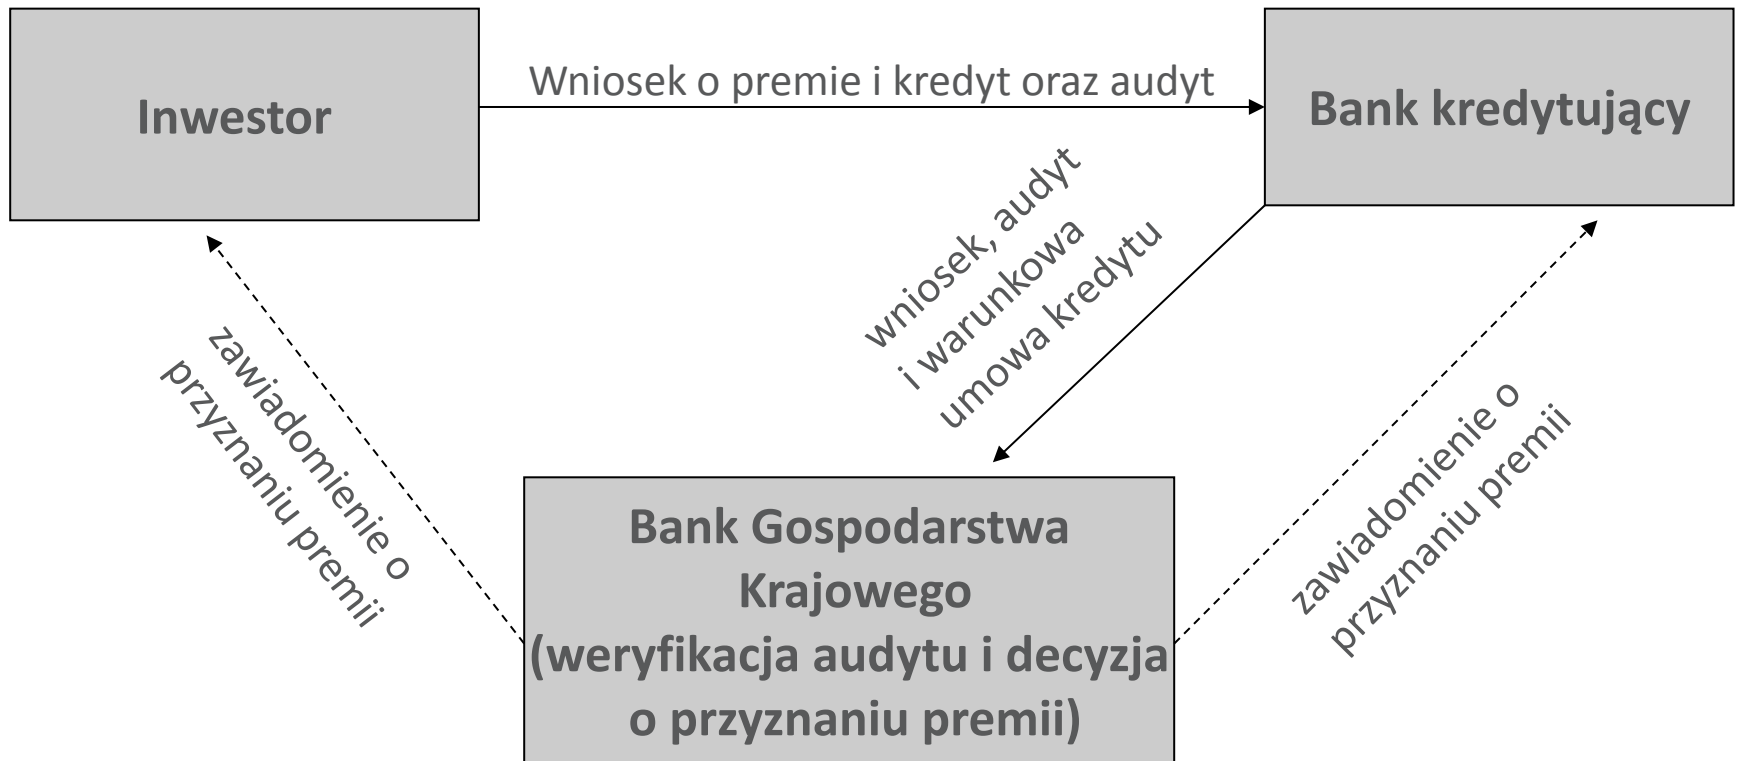 Inwestor
Wniosek o premie i kredyt oraz audyt
Bank kredytujący
wniosek, audyt
i warunkowa
umowa kredytu
zawiadomienie o
przyznaniu premii
zawiadomienie o
przyznaniu premii
Bank Gospodarstwa
Krajowego
(weryfikacja audytu i decyzja
o przyznaniu premii)